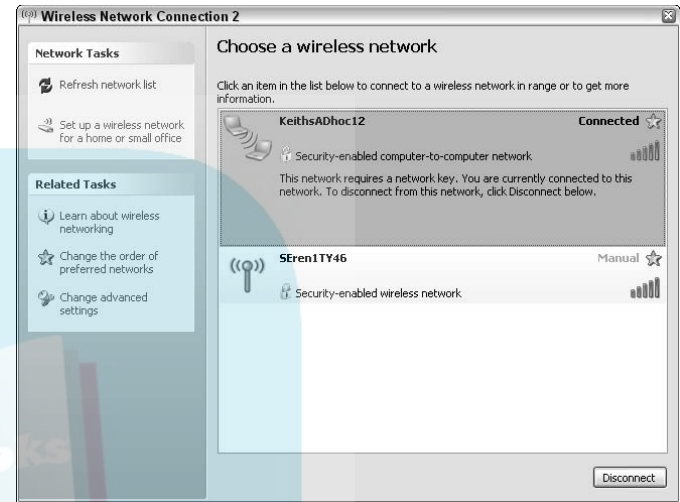 Wireless Network Connection 2
Network Tasks
Refresh network list
Set up a wireless network
for a home or small office
Related Tasks
Learn about wireless
networking
Change the order of
preferred networks
Change advanced
settings
Choose a wireless network
Click an item in the list below to connect to a wireless network in range or to get more
information.
KeithsADhoc12 Connected
Security-enabled computer-to-computer network
This network requires a network key. You are currently connected to this
network. To disconnect from this network, click Disconnect below.
SEren1TY46 Manual
Security-enabled wireless network
Disconnect